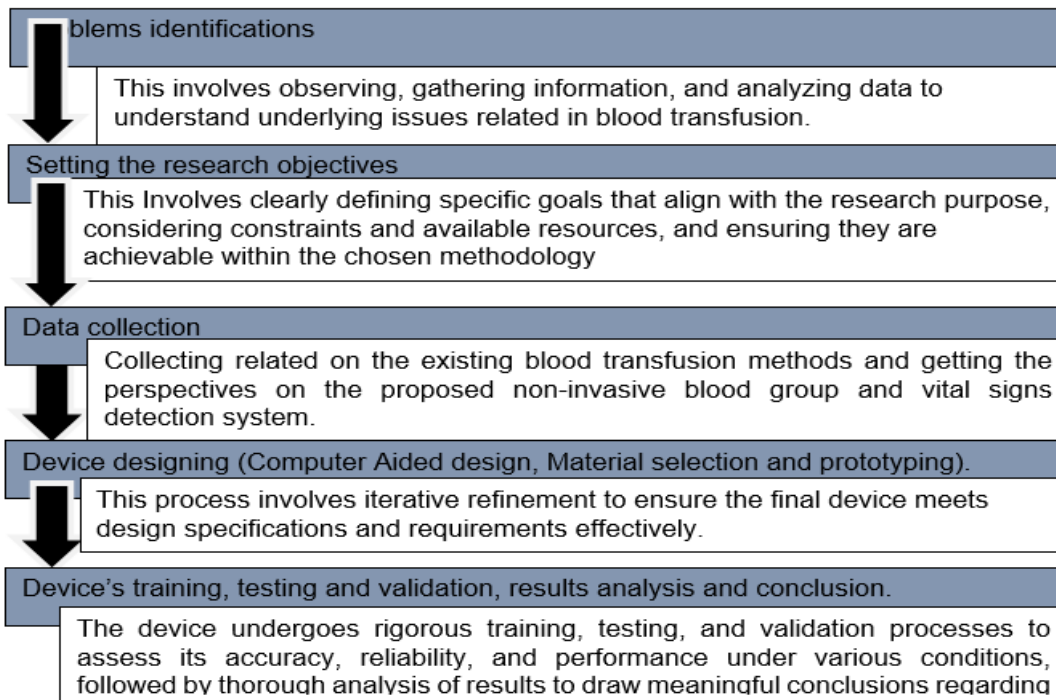 blems identifications
This involves observing, gathering information, and analyzing data to
understand underlying issues related in blood transfusion.
Setting the research objectives
This Involves clearly defining specific goals that align with the research purpose,
considering constraints and available resources, and ensuring they are
achievable within the chosen methodology
Data collection
Collecting related on the existing blood transfusion methods and getting the
perspectives on the proposed non-invasive blood group and vital signs
detection system.
Device designing (Computer Aided design, Material selection and prototyping).
This process involves iterative refinement to ensure the final device meets
design specifications and requirements effectively.
Device's training, testing and validation, results analysis and conclusion.
The device undergoes rigorous training, testing, and validation processes to
assess its accuracy, reliability, and performance under various conditions,
followed by thorough analysis of results to draw meaningful conclusions regarding